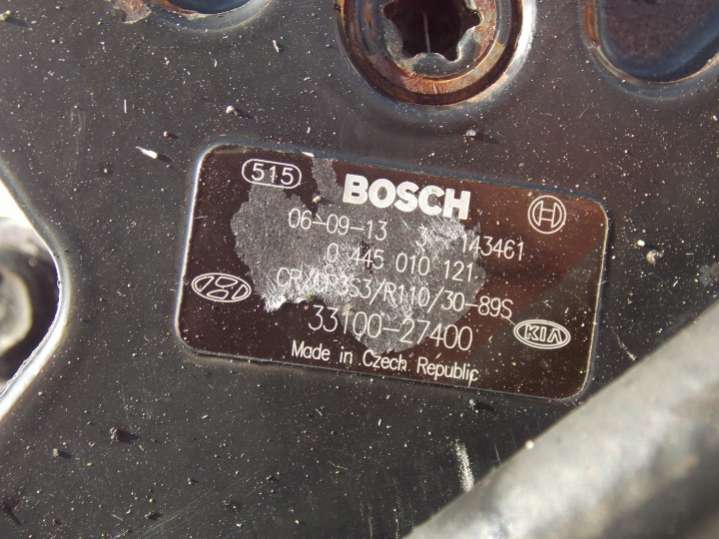 515
BOSCH
06-09-13 3 143461
0 445 010 121
CR/CP3S3/R110/30-89S
33100-27400
KIA
Made in Czech Republic